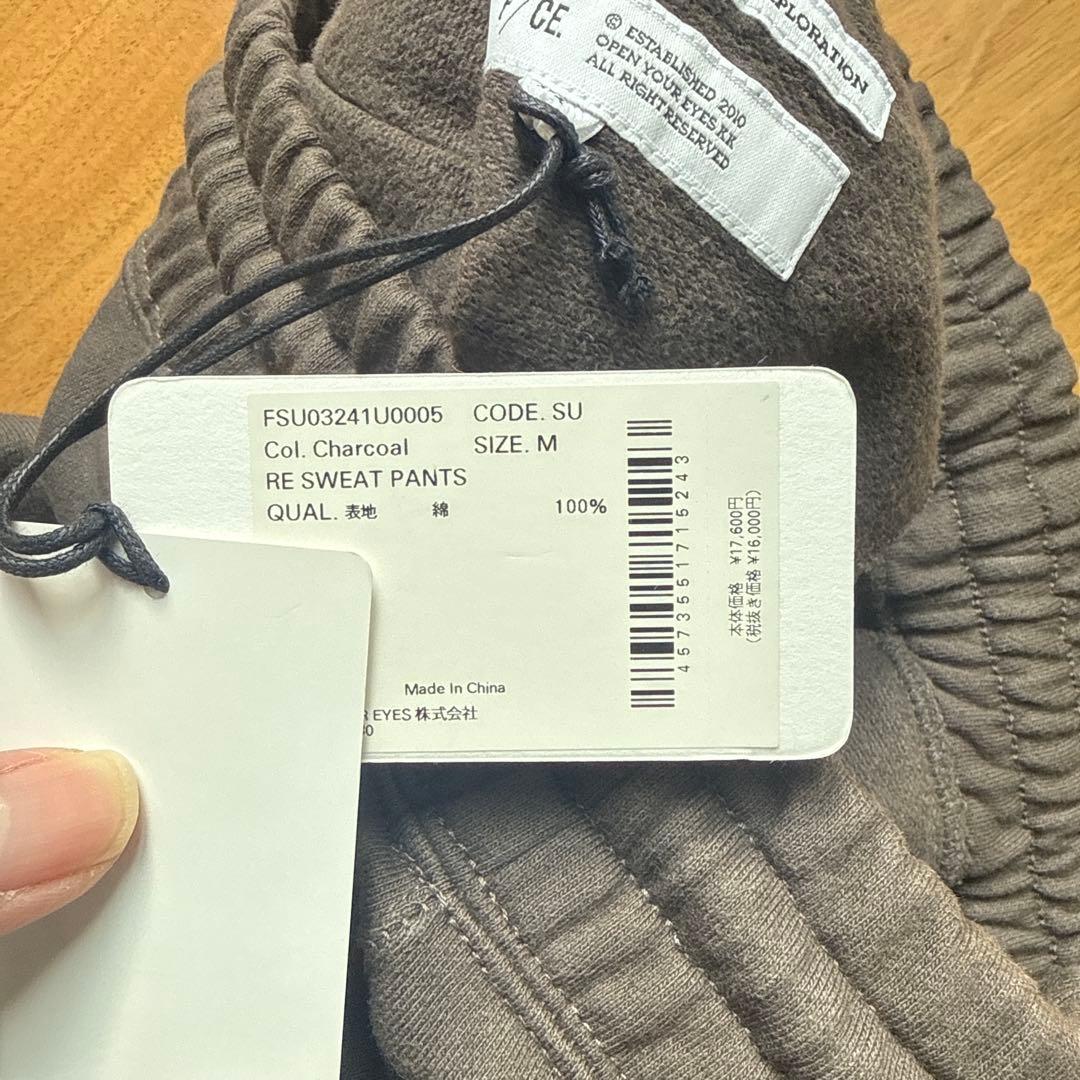 /CE.
© ESTABLISHED 2010
OPEN YOUR EYES KK
ALL RIGHT RESERVED
PLORATION
FSU03241U0005 CODE. SU
Col. Charcoal SIZE. M
RE SWEAT PANTS
QUAL. 表地 綿 100%
4573551715243
本体価格 ¥17,600円
(税抜き価格 ¥16,000円)
Made In China
R EYES 株式会社